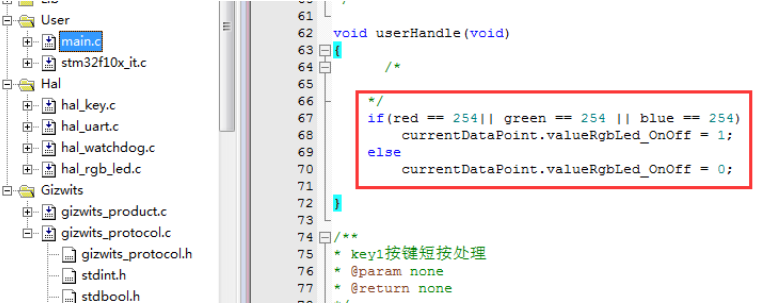 User
main.c
stm32f10x_it.c
Hal
hal_key.c
hal_uart.c
hal_watchdog.c
hal_rgb_led.c
Gizwits
gizwits_product.c
gizwits_protocol.c
gizwits_protocol.h
stdint.h
stdbool.h
61
62 void userHandle(void)
63 {
64 /*
65
66 */
67 if(red == 254|| green == 254 || blue == 254)
68 currentDataPoint.valueRgbLed_OnOff = 1;
69 else
70 currentDataPoint.valueRgbLed_OnOff = 0;
71
72 }
73
74 /**
75 * key1按键短按处理
76 * @param none
77 * @return none